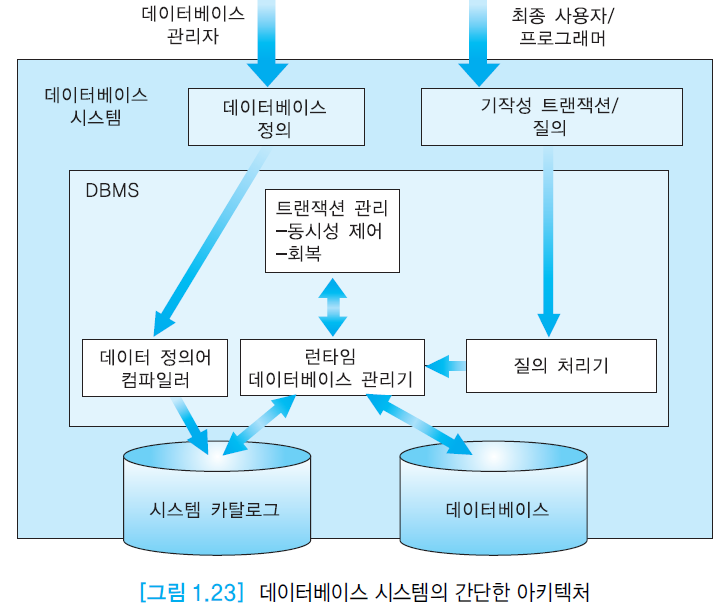 데이터베이스
관리자
최종 사용자/
프로그래머
데이터베이스
시스템
데이터베이스
정의
기작성 트랜잭션/
질의
DBMS
트랜잭션 관리
–동시성 제어
–회복
데이터 정의어
컴파일러
런타임
데이터베이스 관리기
질의 처리기
시스템 카탈로그
데이터베이스
[그림 1.23] 데이터베이스 시스템의 간단한 아키텍처